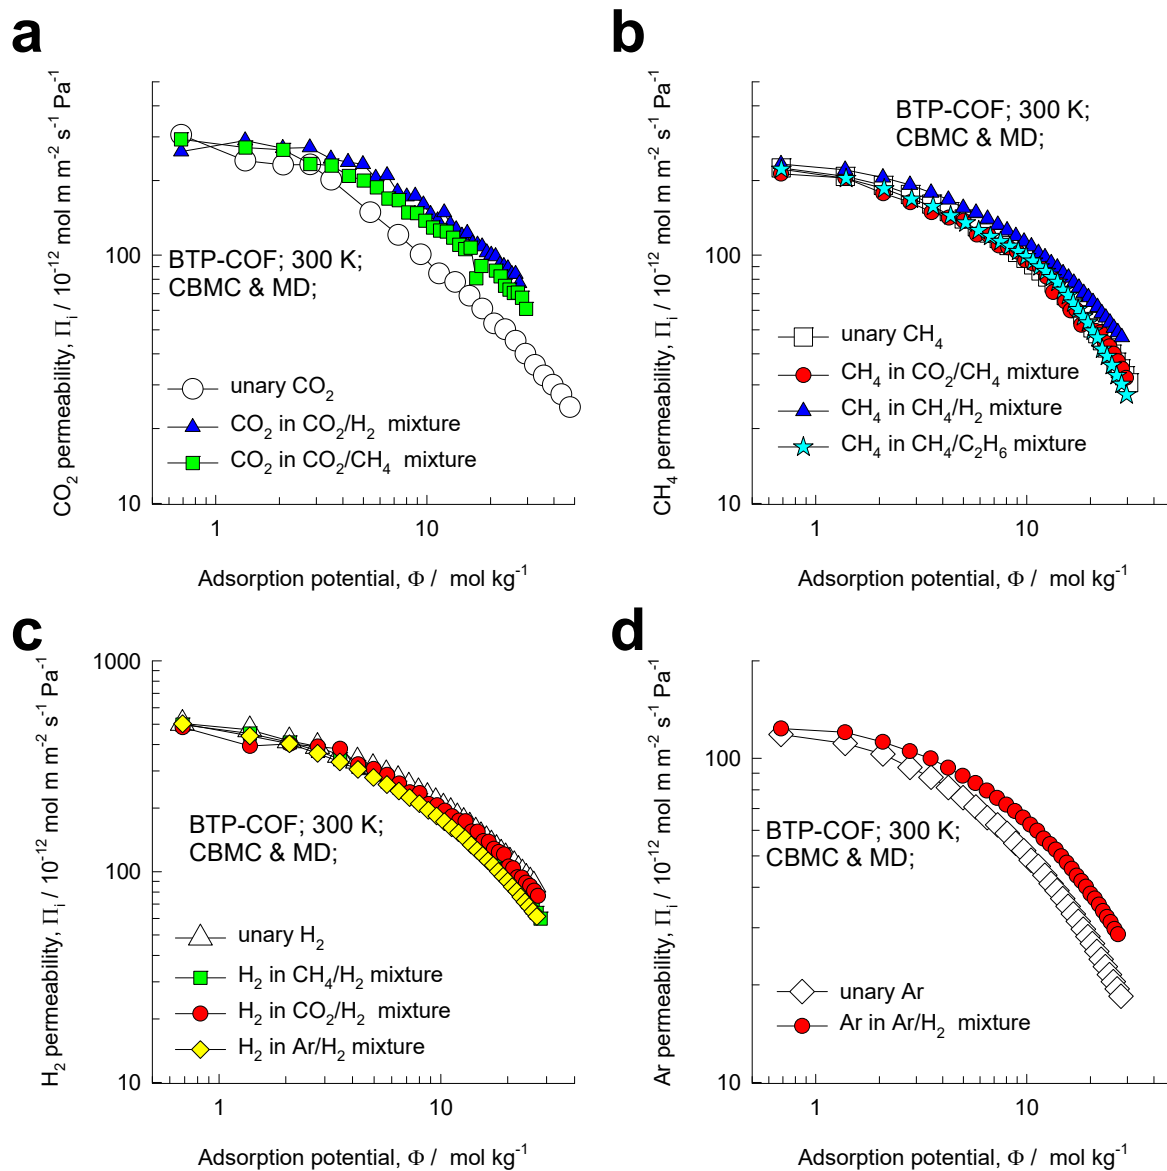 a
CO2 permeability, Πi / 10-12 mol m m-2 s-1 Pa-1
100
10
BTP-COF; 300 K;
CBMC & MD;
unary CO2
CO2 in CO2/H2 mixture
CO2 in CO2/CH4 mixture
1 10
Adsorption potential, Φ / mol kg-1
b
CH4 permeability, Πi / 10-12 mol m m-2 s-1 Pa-1
100
10
BTP-COF; 300 K;
CBMC & MD;
unary CH4
CH4 in CO2/CH4 mixture
CH4 in CH4/H2 mixture
CH4 in CH4/C2H6 mixture
1 10
Adsorption potential, Φ / mol kg-1
c
H2 permeability, Πi / 10-12 mol m m-2 s-1 Pa-1
1000
100
10
BTP-COF; 300 K;
CBMC & MD;
unary H2
H2 in CH4/H2 mixture
H2 in CO2/H2 mixture
H2 in Ar/H2 mixture
1 10
Adsorption potential, Φ / mol kg-1
d
Ar permeability, Πi / 10-12 mol m m-2 s-1 Pa-1
100
10
BTP-COF; 300 K;
CBMC & MD;
unary Ar
Ar in Ar/H2 mixture
1 10
Adsorption potential, Φ / mol kg-1